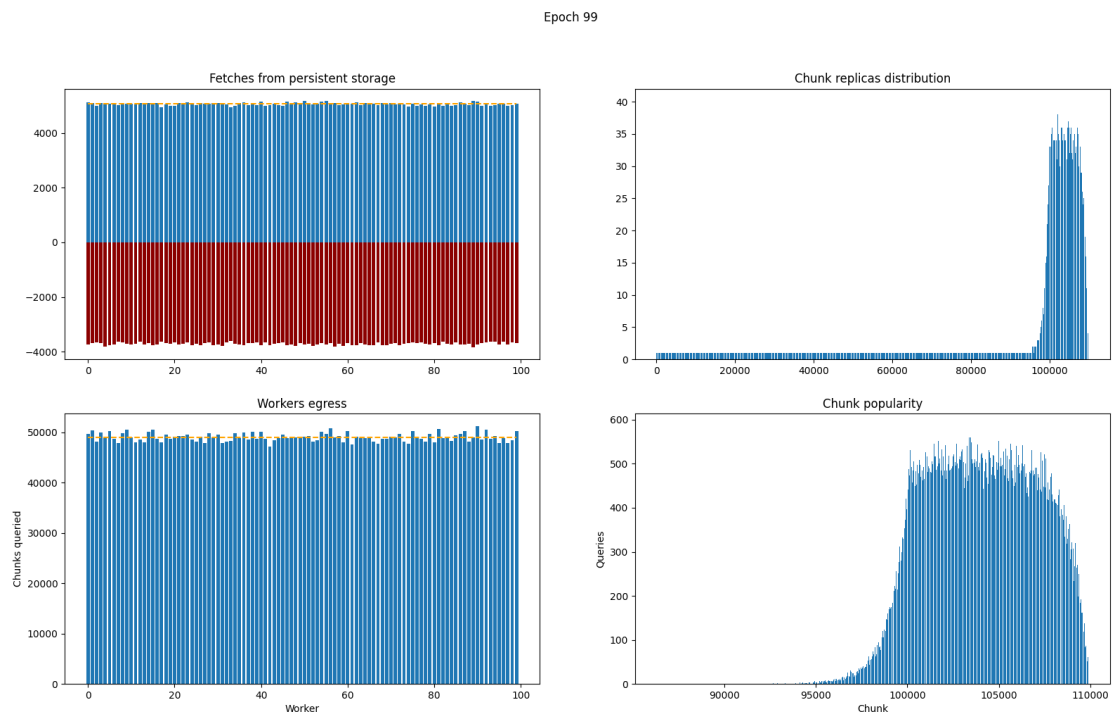 Epoch 99
Fetches from persistent storage
4000
2000
0
−2000
−4000
0 20 40 60 80 100
Chunk replicas distribution
40
35
30
25
20
15
10
5
0
0 20000 40000 60000 80000 100000
Workers egress
Chunks queried
50000
40000
30000
20000
10000
0
0 20 40 60 80 100
Worker
Chunk popularity
Queries
600
500
400
300
200
100
0
90000 95000 100000 105000 110000
Chunk